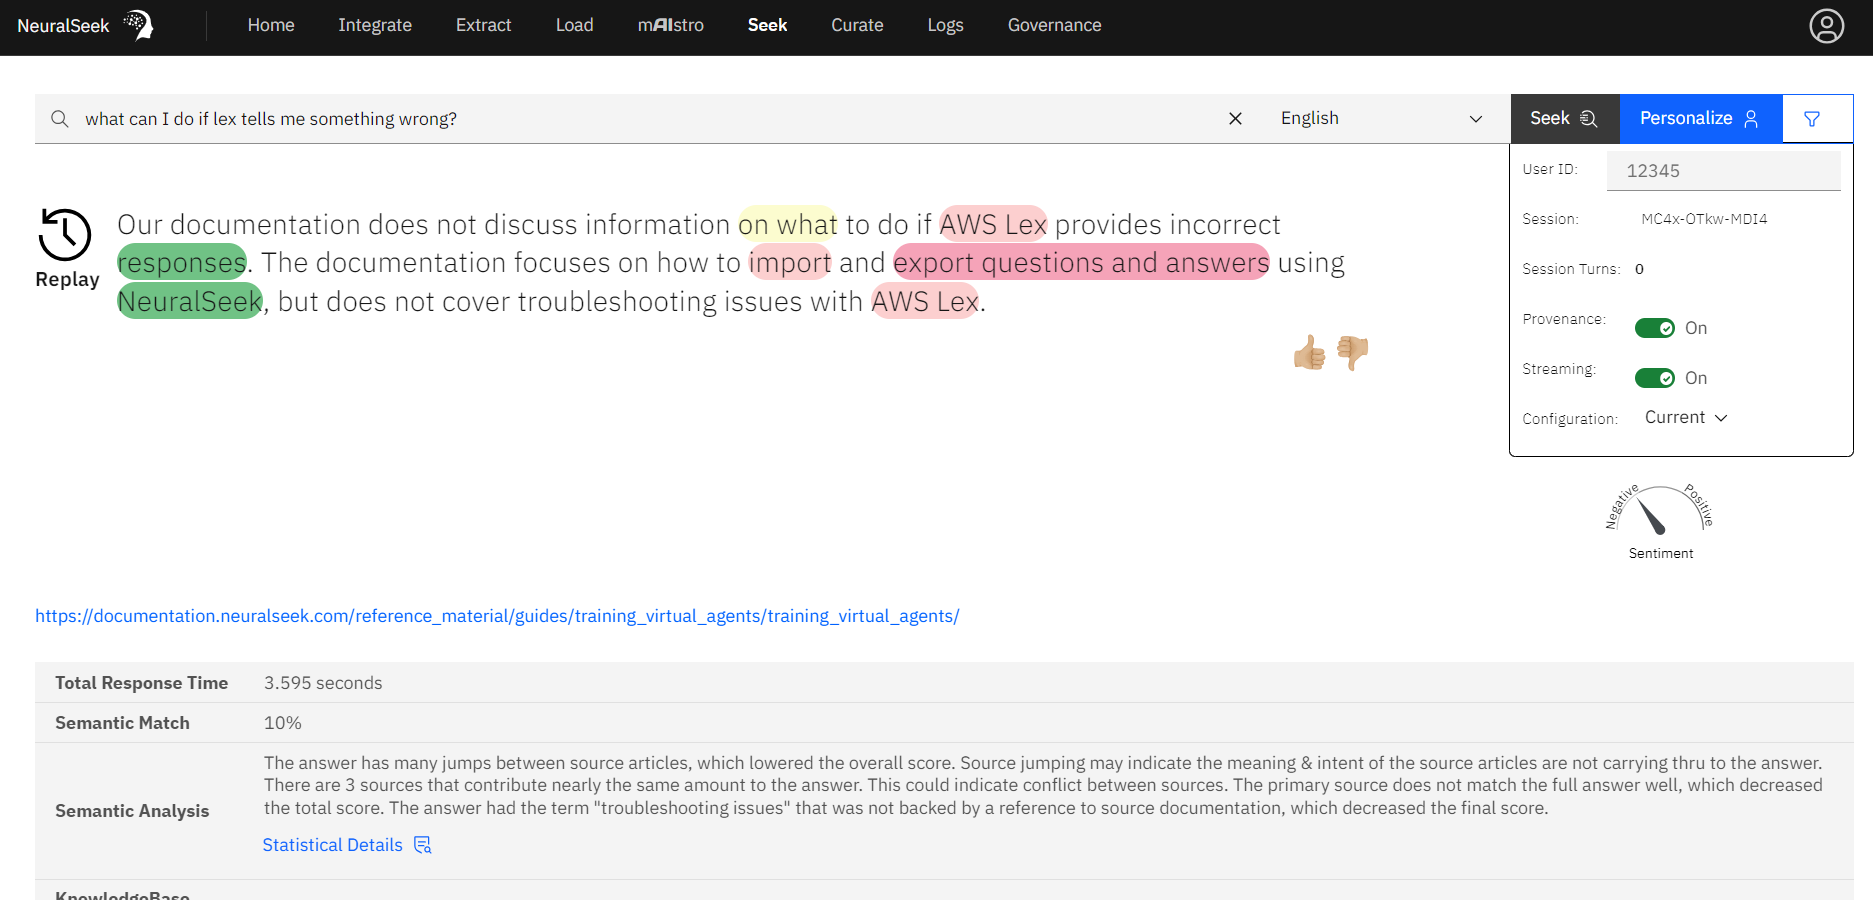 NeuralSeek
Home Integrate Extract Load mAIstro Seek Curate Logs Governance
what can I do if lex tells me something wrong? English Seek Personalize
User ID: 12345
Session: MC4x-OTkw-MDI4
Session Turns: 0
Provenance: On
Streaming: On
Configuration: Current
Replay
Our documentation does not discuss information on what to do if AWS Lex provides incorrect
responses. The documentation focuses on how to import and export questions and answers using
NeuralSeek, but does not cover troubleshooting issues with AWS Lex.
Negative Positive
Sentiment
https://documentation.neuralseek.com/reference_material/guides/training_virtual_agents/training_virtual_agents/
Total Response Time 3.595 seconds
Semantic Match 10%
Semantic Analysis
The answer has many jumps between source articles, which lowered the overall score. Source jumping may indicate the meaning & intent of the source articles are not carrying thru to the answer.
There are 3 sources that contribute nearly the same amount to the answer. This could indicate conflict between sources. The primary source does not match the full answer well, which decreased
the total score. The answer had the term "troubleshooting issues" that was not backed by a reference to source documentation, which decreased the final score.
Statistical Details
KnowledgeBase